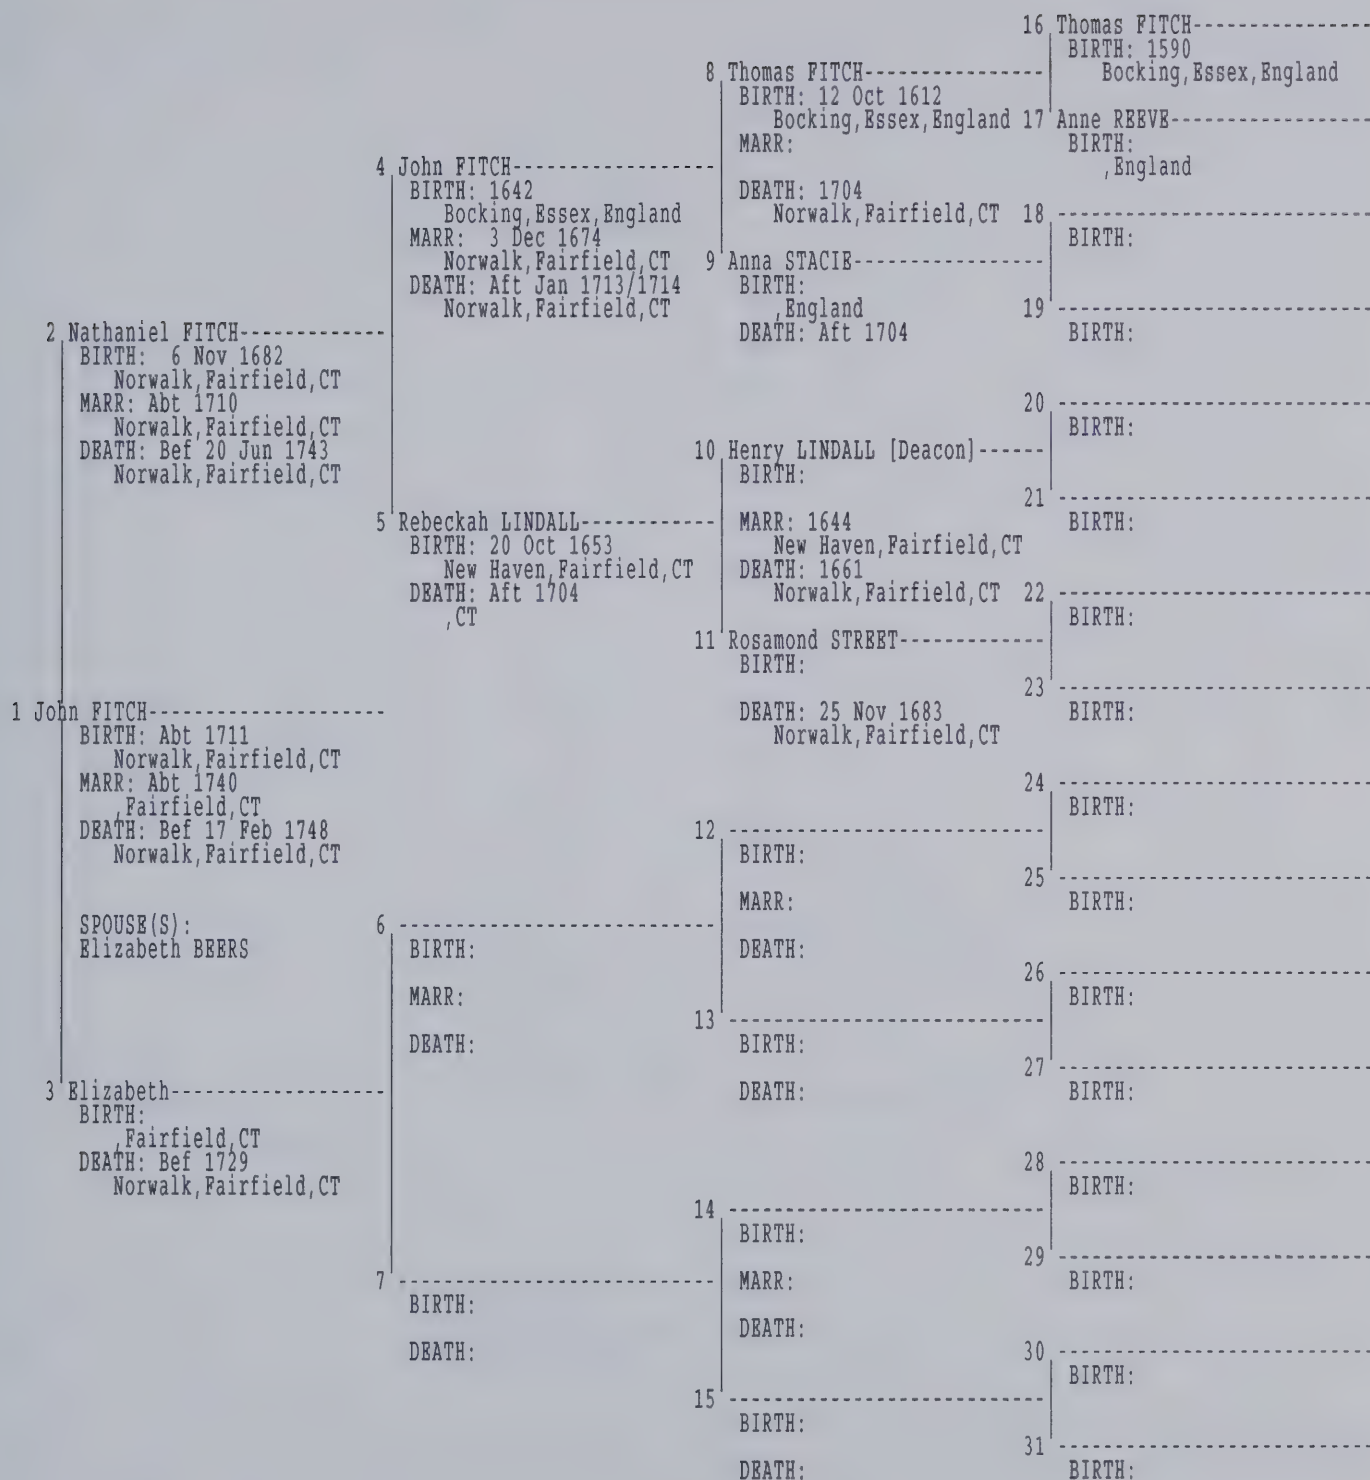 1 John FITCH--------------------
BIRTH: Abt 1711
Norwalk,Fairfield,CT
MARR: Abt 1740
,Fairfield,CT
DEATH: Bef 17 Feb 1748
Norwalk,Fairfield,CT
SPOUSE(S):
Elizabeth BEERS
2 Nathaniel FITCH-------------
BIRTH:  6 Nov 1682
Norwalk,Fairfield,CT
MARR: Abt 1710
Norwalk,Fairfield,CT
DEATH: Bef 20 Jun 1743
Norwalk,Fairfield,CT
3 Elizabeth-------------------
BIRTH:
,Fairfield,CT
DEATH: Bef 1729
Norwalk,Fairfield,CT
4 John FITCH------------------
BIRTH: 1642
Bocking,Essex,England
MARR:  3 Dec 1674
Norwalk,Fairfield,CT
DEATH: Aft Jan 1713/1714
Norwalk,Fairfield,CT
5 Rebeckah LINDALL------------
BIRTH: 20 Oct 1653
New Haven,Fairfield,CT
DEATH: Aft 1704
,CT
6 ----------------------------
BIRTH:
MARR:
DEATH:
7 ----------------------------
BIRTH:
DEATH:
8 Thomas FITCH----------------
BIRTH: 12 Oct 1612
Bocking,Essex,England
MARR:
DEATH: 1704
Norwalk,Fairfield,CT
9 Anna STACIE-----------------
BIRTH:
,England
DEATH: Aft 1704
10 Henry LINDALL [Deacon]------
BIRTH:
MARR: 1644
New Haven,Fairfield,CT
DEATH: 1661
Norwalk,Fairfield,CT
11 Rosamond STREET-------------
BIRTH:
DEATH: 25 Nov 1683
Norwalk,Fairfield,CT
12 ----------------------------
BIRTH:
MARR:
DEATH:
13 ----------------------------
BIRTH:
DEATH:
14 ----------------------------
BIRTH:
MARR:
DEATH:
15 ----------------------------
BIRTH:
DEATH:
16 Thomas FITCH----------------
BIRTH: 1590
Bocking,Essex,England
17 Anne REEVE------------------
BIRTH:
,England
18 ----------------------------
BIRTH:
19 ----------------------------
BIRTH:
20 ----------------------------
BIRTH:
21 ----------------------------
BIRTH:
22 ----------------------------
BIRTH:
23 ----------------------------
BIRTH:
24 ----------------------------
BIRTH:
25 ----------------------------
BIRTH:
26 ----------------------------
BIRTH:
27 ----------------------------
BIRTH:
28 ----------------------------
BIRTH:
29 ----------------------------
BIRTH:
30 ----------------------------
BIRTH:
31 ----------------------------
BIRTH: